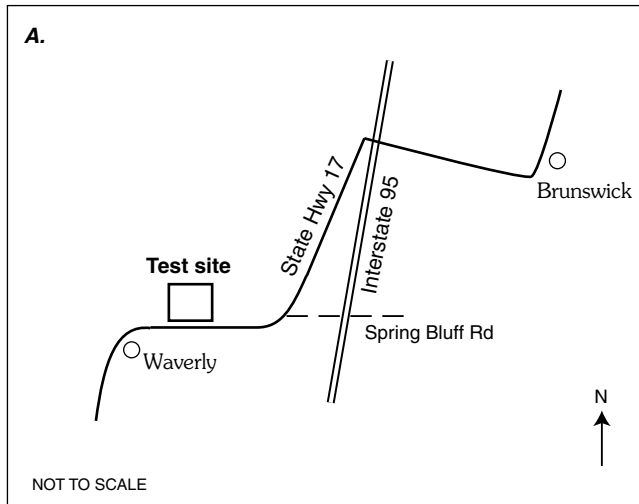 A.
State Hwy 17
Interstate 95
Brunswick
Test site
Spring Bluff Rd
Waverly
N
NOT TO SCALE